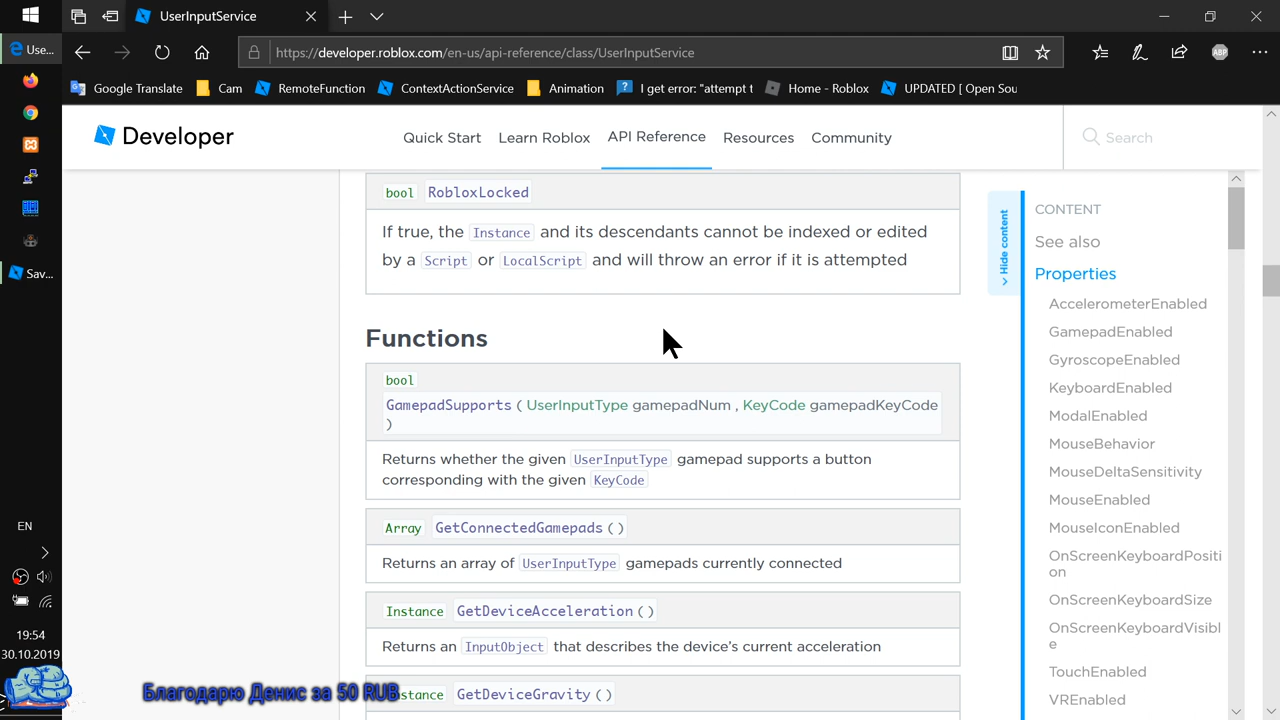 UserInputService
Use...
https://developer.roblox.com/en-us/api-reference/class/UserInputService
ABP
Google Translate
Cam
RemoteFunction
ContextActionService
Animation
I get error: "attempt t
Home - Roblox
UPDATED [ Open Sou
Developer
Quick Start
Learn Roblox
API Reference
Resources
Community
Search
bool RobloxLocked
If true, the Instance and its descendants cannot be indexed or edited
by a Script or LocalScript and will throw an error if it is attempted
Functions
bool
GamepadSupports ( UserInputType gamepadNum , KeyCode gamepadKeyCode
)
Returns whether the given UserInputType gamepad supports a button
corresponding with the given KeyCode
Array GetConnectedGamepads ()
Returns an array of UserInputType gamepads currently connected
Instance GetDeviceAcceleration ()
Returns an InputObject that describes the device's current acceleration
Instance GetDeviceGravity ()
Hide content
CONTENT
See also
Properties
AccelerometerEnabled
GamepadEnabled
GyroscopeEnabled
KeyboardEnabled
ModalEnabled
MouseBehavior
MouseDeltaSensitivity
MouseEnabled
MouseIconEnabled
OnScreenKeyboardPositi
on
OnScreenKeyboardSize
OnScreenKeyboardVisibl
e
TouchEnabled
VREnabled
Sav...
EN
19:54
30.10.2019
Благодарю Денис за 50 RUB